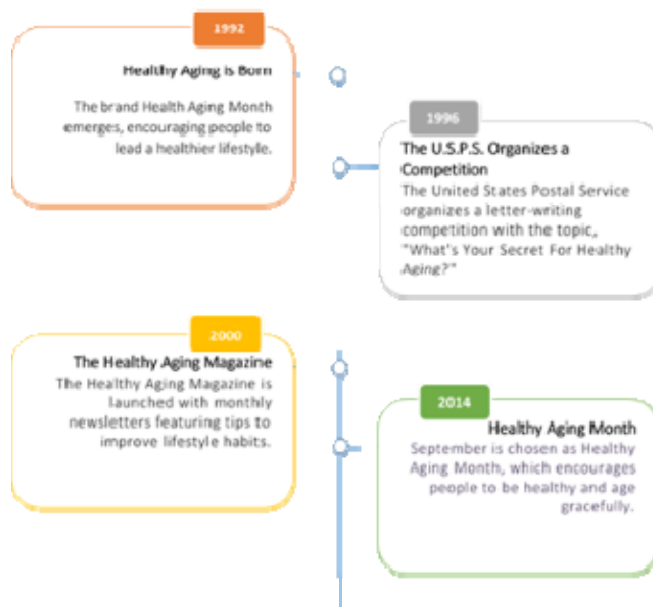 1992
Healthy Aging is Born
The brand Health Aging Month
emerges, encouraging people to
lead a healthier lifestyle.
1996
The U.S.P.S. Organizes a
Competition
The United States Postal Service
organizes a letter-writing
competition with the topic,
"What's Your Secret For Healthy
Aging?"
2000
The Healthy Aging Magazine
The Healthy Aging Magazine is
launched with monthly
newsletters featuring tips to
improve lifestyle habits.
2014
Healthy Aging Month
September is chosen as Healthy
Aging Month, which encourages
people to be healthy and age
gracefully.